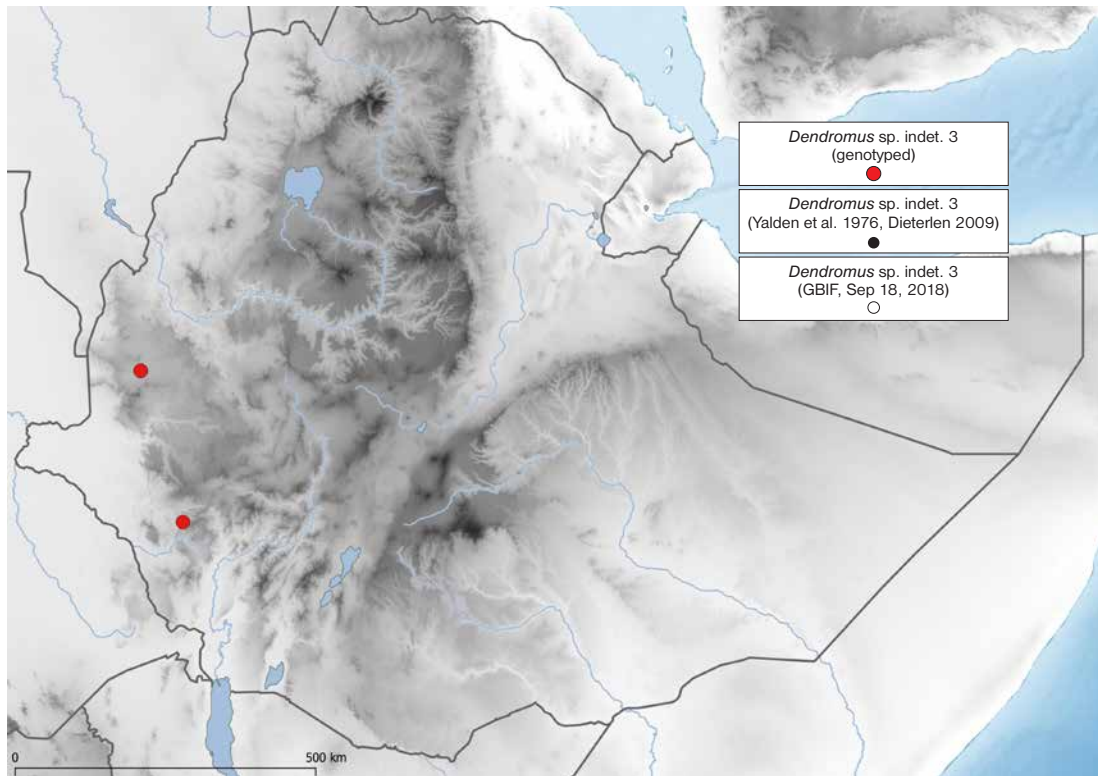 Dendromus sp. indet. 3
(genotyped)
Dendromus sp. indet. 3
(Yalden et al. 1976, Dieterlen 2009)
Dendromus sp. indet. 3
(GBIF, Sep 18, 2018)
0 500 km